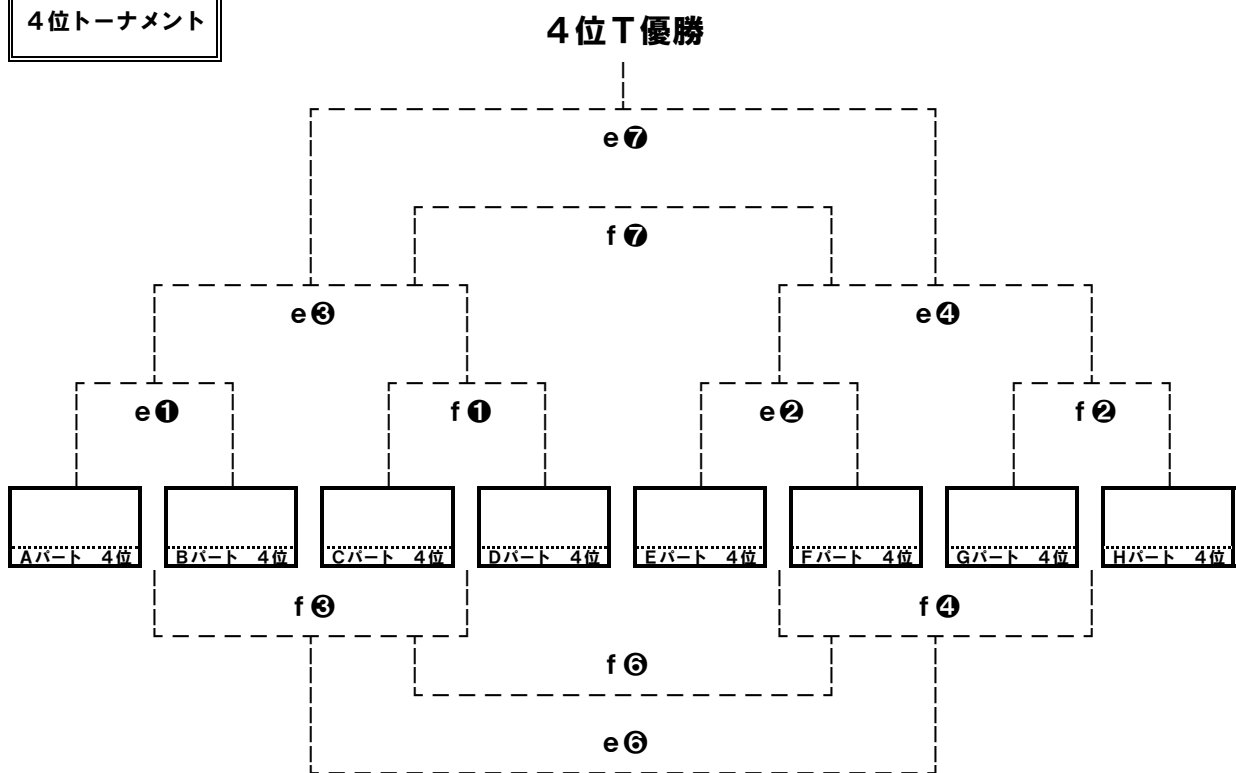 ４位トーナメント
４位Ｔ優勝
e❼
f❼
e❸
e❹
e❶
f❶
e❷
f❷
Aパート　４位
Bパート　４位
Cパート　４位
Dパート　４位
Eパート　４位
Fパート　４位
Gパート　４位
Hパート　４位
f❸
f❹
f❻
e❻